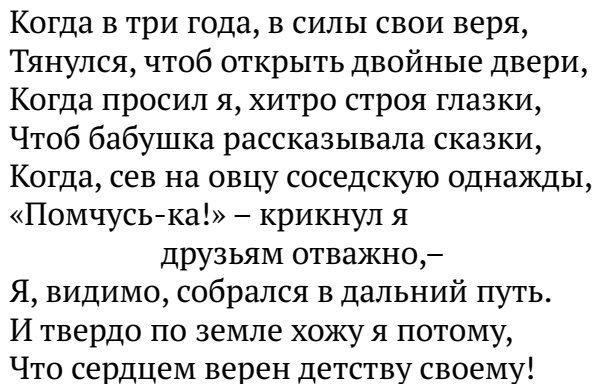 Когда в три года, в силы свои веря,
Тянулся, чтоб открыть двойные двери,
Когда просил я, хитро строя глазки,
Чтоб бабушка рассказывала сказки,
Когда, сев на овцу соседскую однажды,
«Помчусь-ка!» – крикнул я
друзьям отважно,–
Я, видимо, собрался в дальний путь.
И твердо по земле хожу я потому,
Что сердцем верен детству своему!